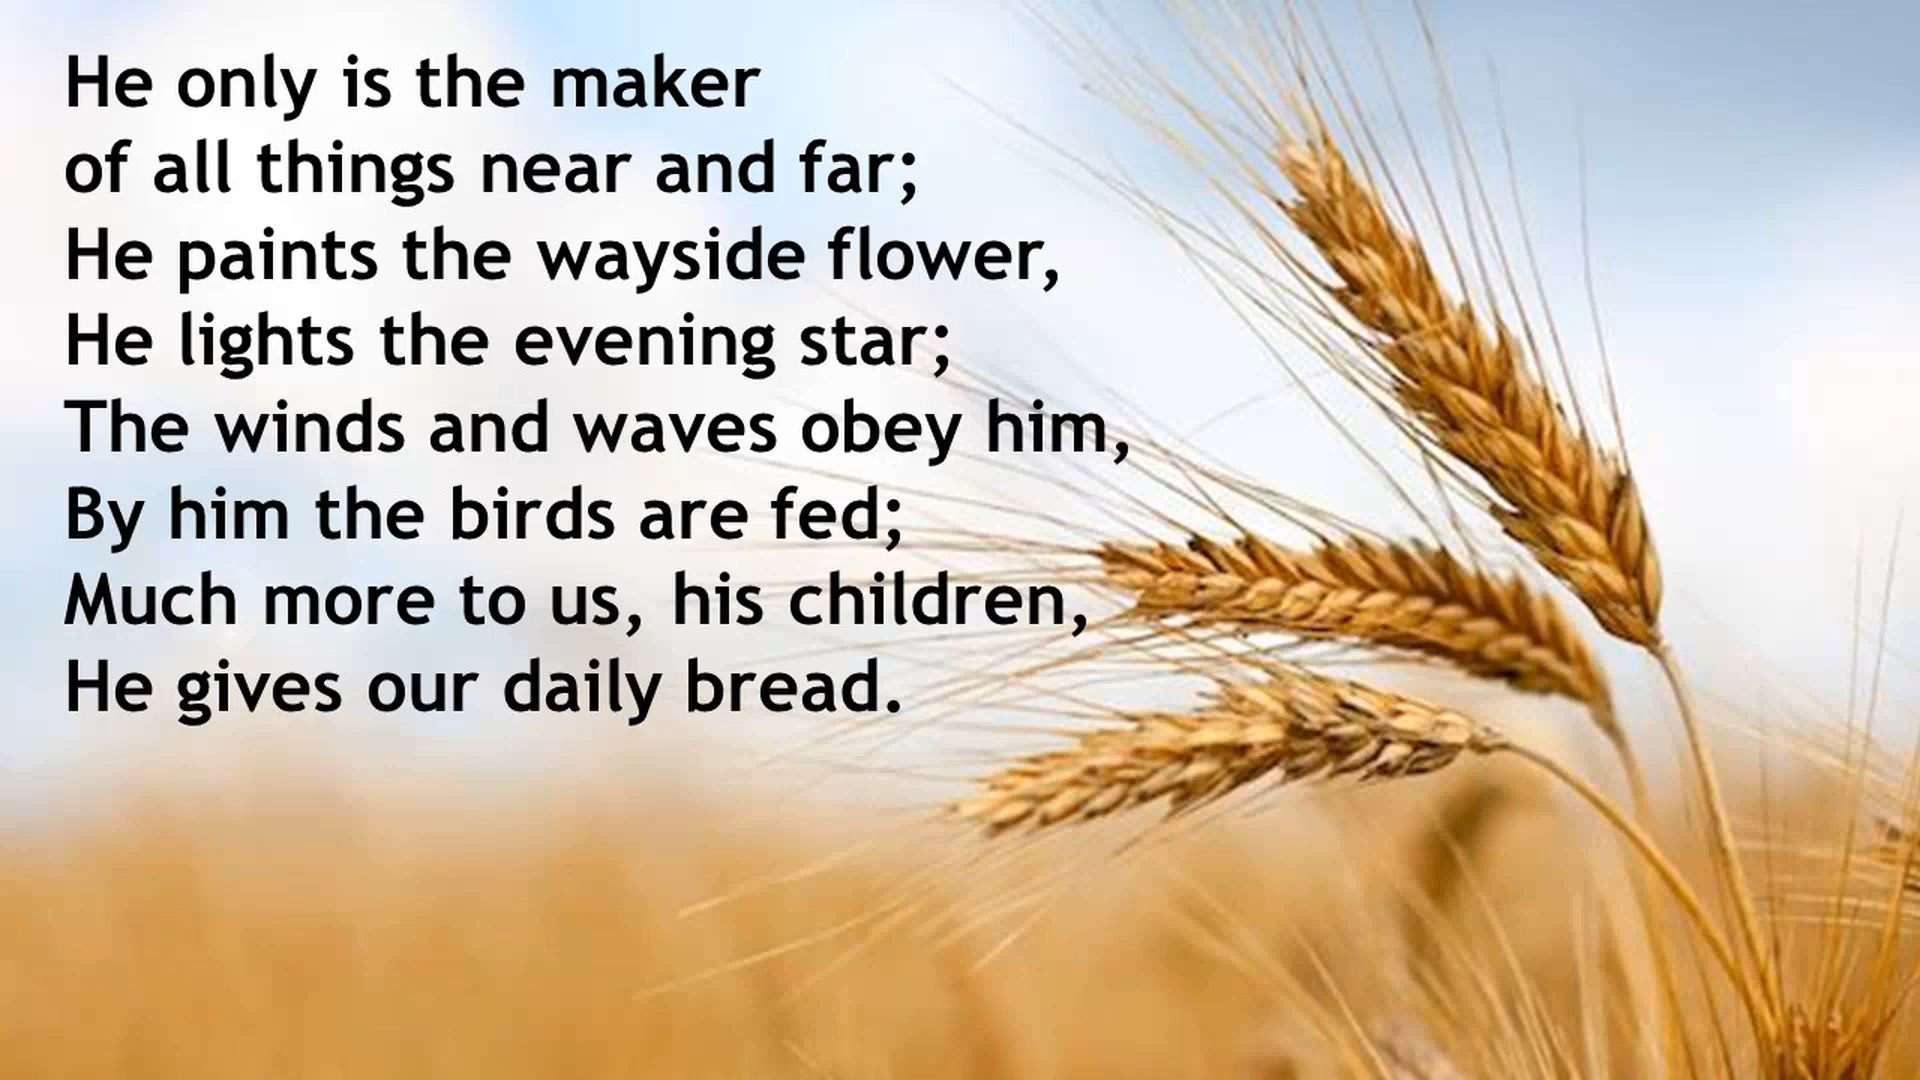 He only is the maker
of all things near and far;
He paints the wayside flower,
He lights the evening star;
The winds and waves obey him,
By him the birds are fed;
Much more to us, his children,
He gives our daily bread.